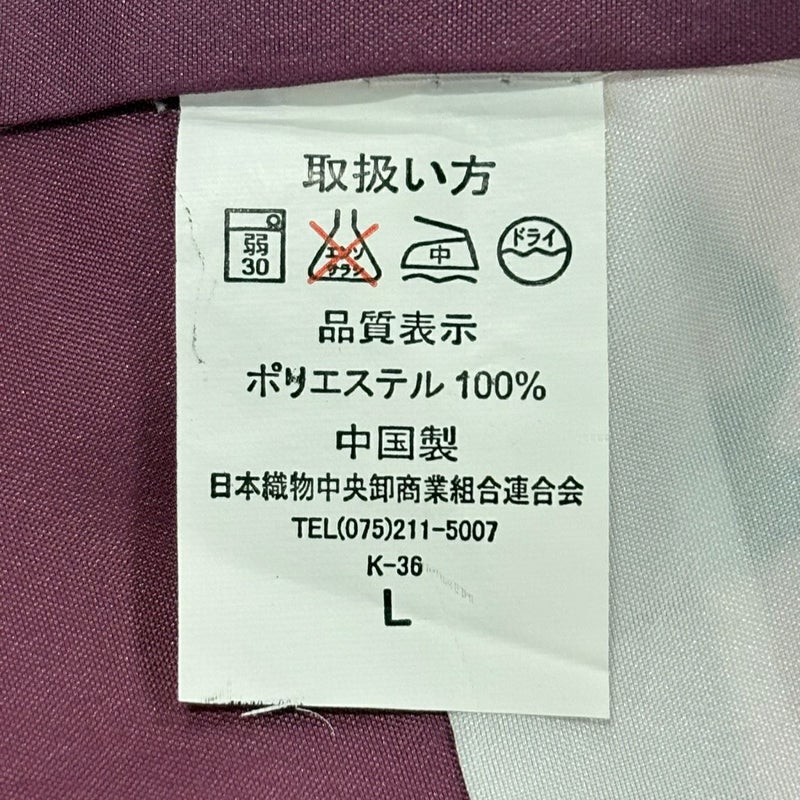 取扱い方
弱 30 エンソ サラシ 中 ドライ
品質表示
ポリエステル 100%
中国製
日本織物中央卸商業組合連合会
TEL(075)211-5007
K-36
L